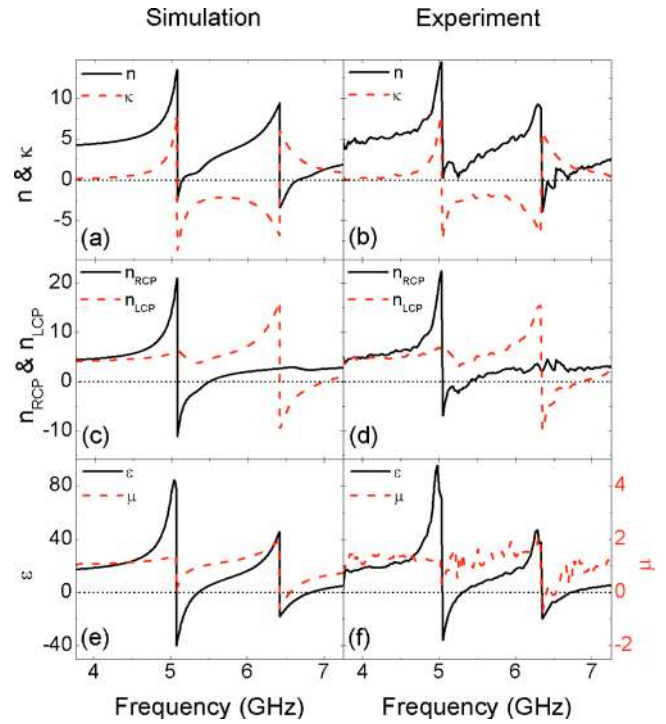 Simulation
Experiment
n
κ
n
κ
10
5
0
-5
n & κ
(a)
(b)
n_RCP
n_LCP
n_RCP
n_LCP
20
10
0
-10
n_RCP & n_LCP
(c)
(d)
ε
μ
ε
μ
80
40
0
-40
ε
4
2
0
-2
μ
(e)
(f)
4
5
6
7
4
5
6
7
Frequency (GHz)
Frequency (GHz)